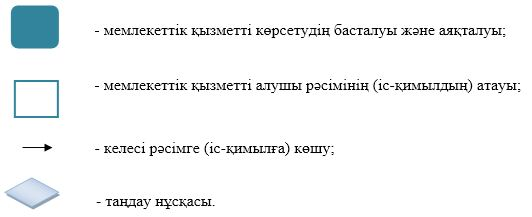 - мемлекеттік қызметті көрсетудің басталуы және аяқталуы;
- мемлекеттік қызметті алушы рәсімінің (іс-қимылдың) атауы;
- келесі рәсімге (іс-қимылға) көшу;
- таңдау нұсқасы.